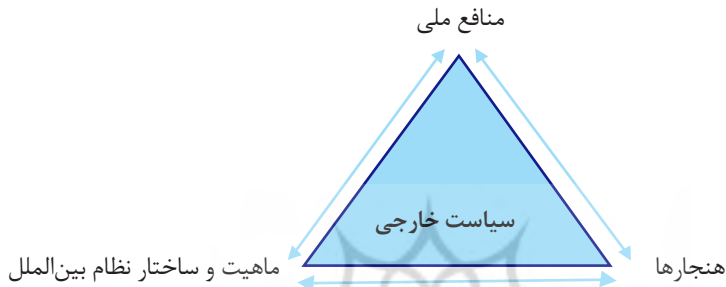 منافع ملی
سیاست خارجی
هنجارها
ماهیت و ساختار نظام بین‌الملل